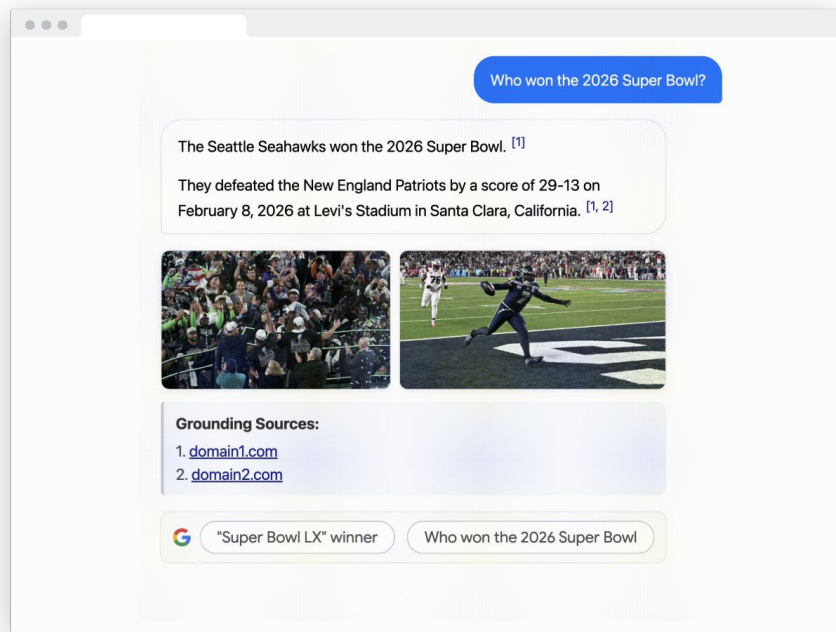 Who won the 2026 Super Bowl?
The Seattle Seahawks won the 2026 Super Bowl. [1]
They defeated the New England Patriots by a score of 29-13 on
February 8, 2026 at Levi's Stadium in Santa Clara, California. [1, 2]
Grounding Sources:
1. domain1.com
2. domain2.com
"Super Bowl LX" winner
Who won the 2026 Super Bowl